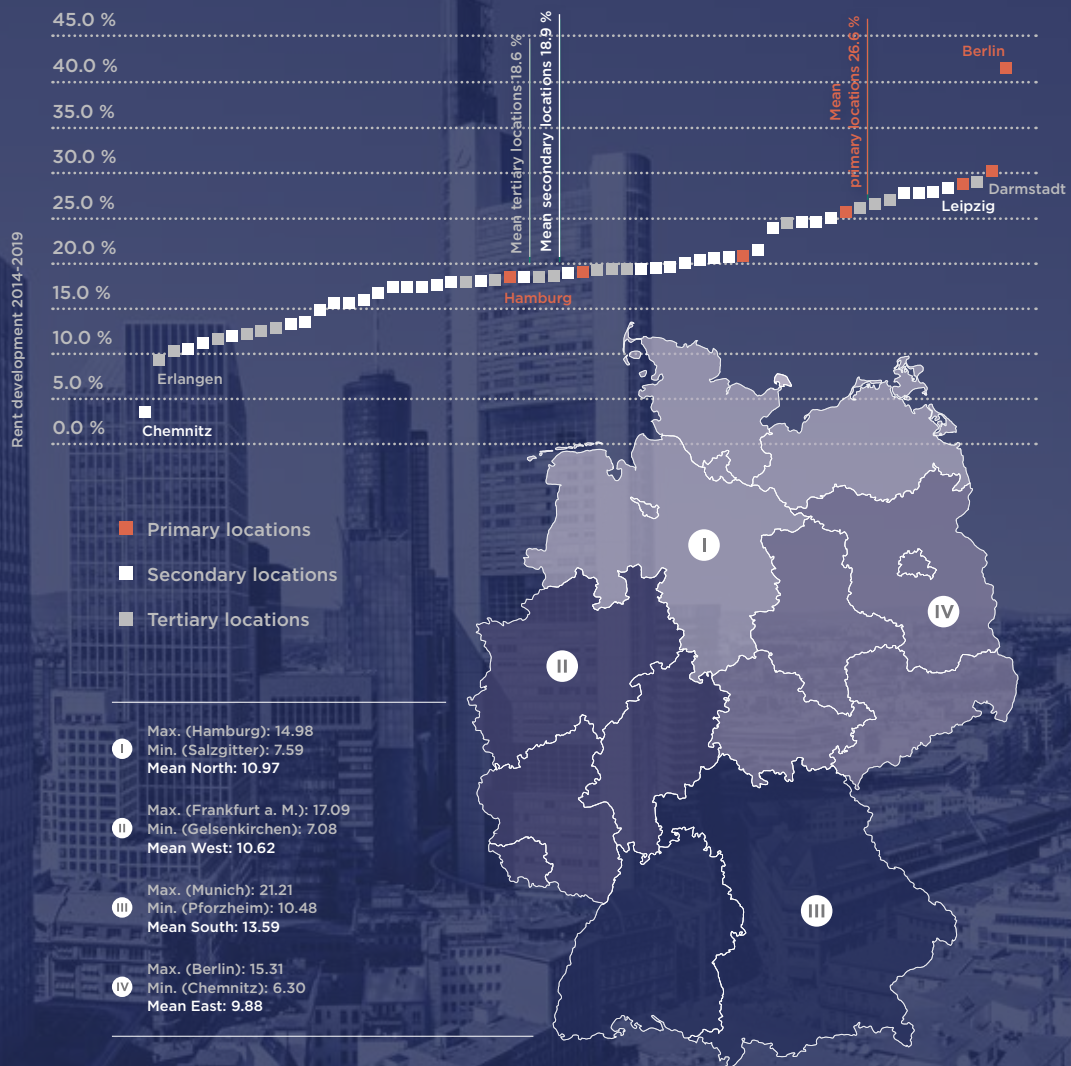 45.0 %
40.0 %
35.0 %
30.0 %
25.0 %
20.0 %
15.0 %
10.0 %
5.0 %
0.0 %
Rent development 2014-2019
Mean tertiary locations 18.6 %
Mean secondary locations 18.9 %
Mean
primary locations 26.6 %
Berlin
Darmstadt
Leipzig
Hamburg
Erlangen
Chemnitz
Primary locations
Secondary locations
Tertiary locations
I
II
III
IV
I
Max. (Hamburg): 14.98
Min. (Salzgitter): 7.59
Mean North: 10.97
II
Max. (Frankfurt a. M.): 17.09
Min. (Gelsenkirchen): 7.08
Mean West: 10.62
III
Max. (Munich): 21.21
Min. (Pforzheim): 10.48
Mean South: 13.59
IV
Max. (Berlin): 15.31
Min. (Chemnitz): 6.30
Mean East: 9.88